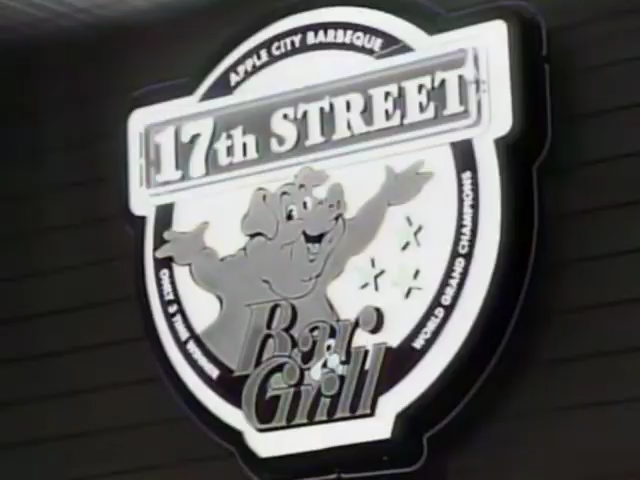 APPLE CITY BARBEQUE
17th STREET
ONLY 3 TIME WINNER
WORLD GRAND CHAMPIONS
Bar &
Grill